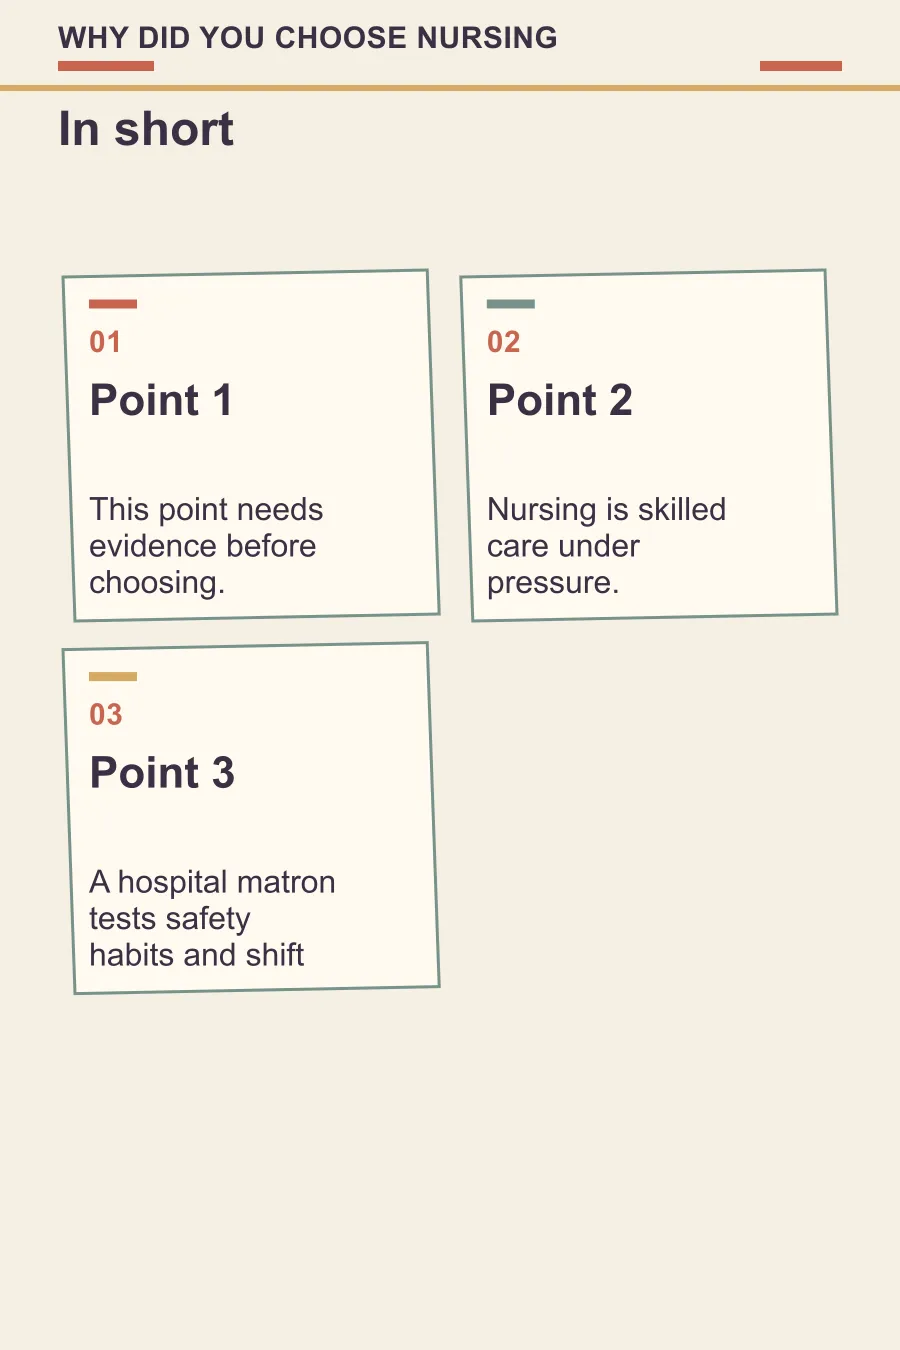 WHY DID YOU CHOOSE NURSING
In short
01
Point 1
This point needs
evidence before
choosing.
02
Point 2
Nursing is skilled
care under
pressure.
03
Point 3
A hospital matron
tests safety
habits and shift